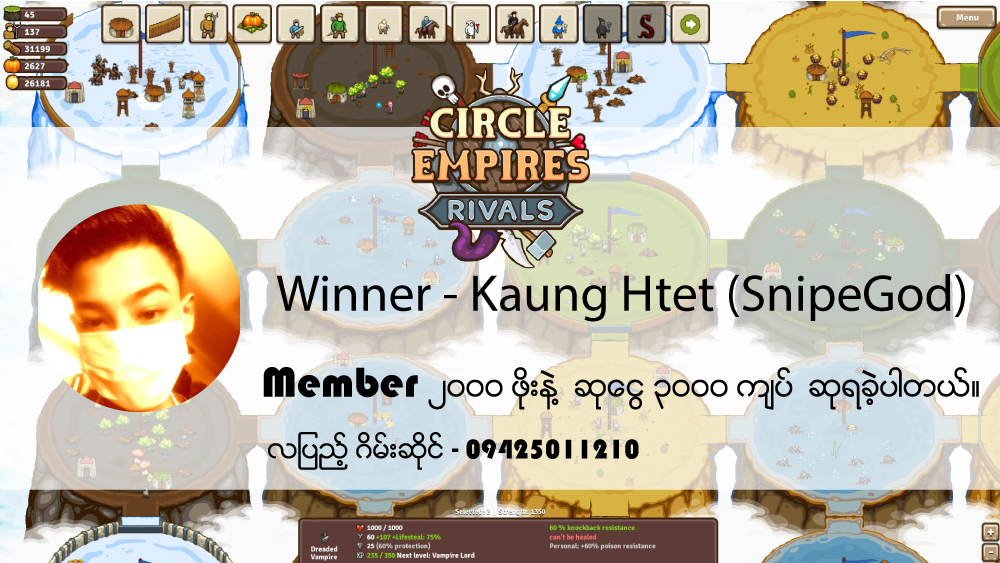 45
137
31199
2627
26181
Menu
CIRCLE
EMPIRES
RIVALS
Winner - Kaung Htet (SnipeGod)
Member ၂၀၀၀ ဖိုးနဲ့ ဆုငွေ ၃၀၀၀ ကျပ် ဆုရခဲ့ပါတယ်။
လပြည့် ဂိမ်းဆိုင် - 09425011210
Selected: 2 | Strength: 1350
Dreaded
Vampire
1000 / 1000
60 +107 +Lifesteal: 75%
25 (60% protection)
235 / 350 Next level: Vampire Lord
60 % knockback resistance
can't be healed
Personal: +60% poison resistance